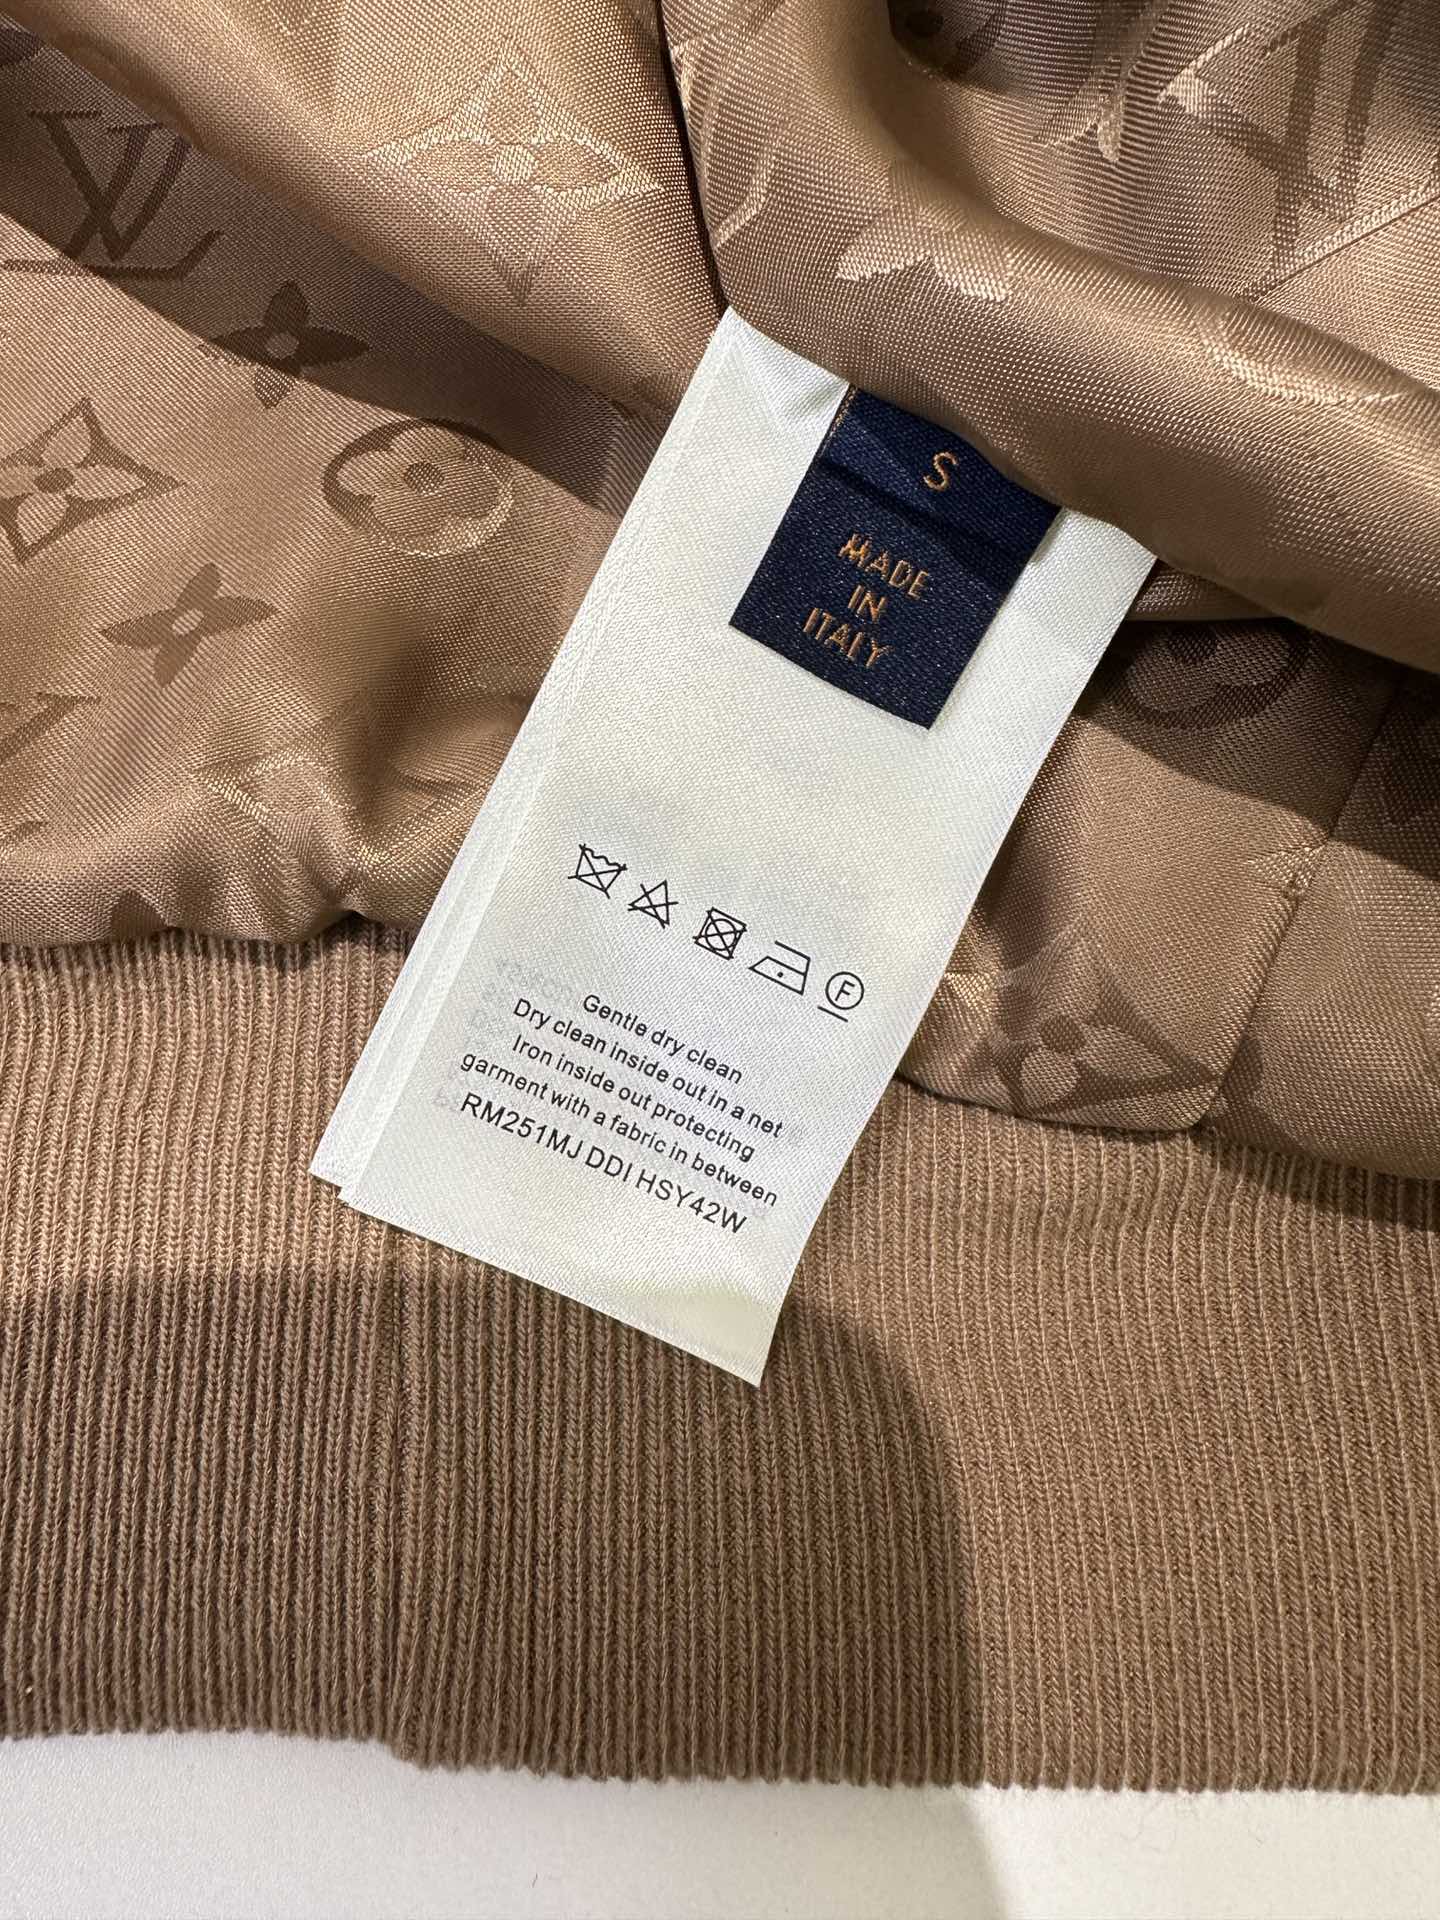 S
MADE
IN
ITALY
F
Gentle dry clean
Dry clean inside out in a net
Iron inside out protecting
garment with a fabric in between
RM251MJ DDI HSY42W